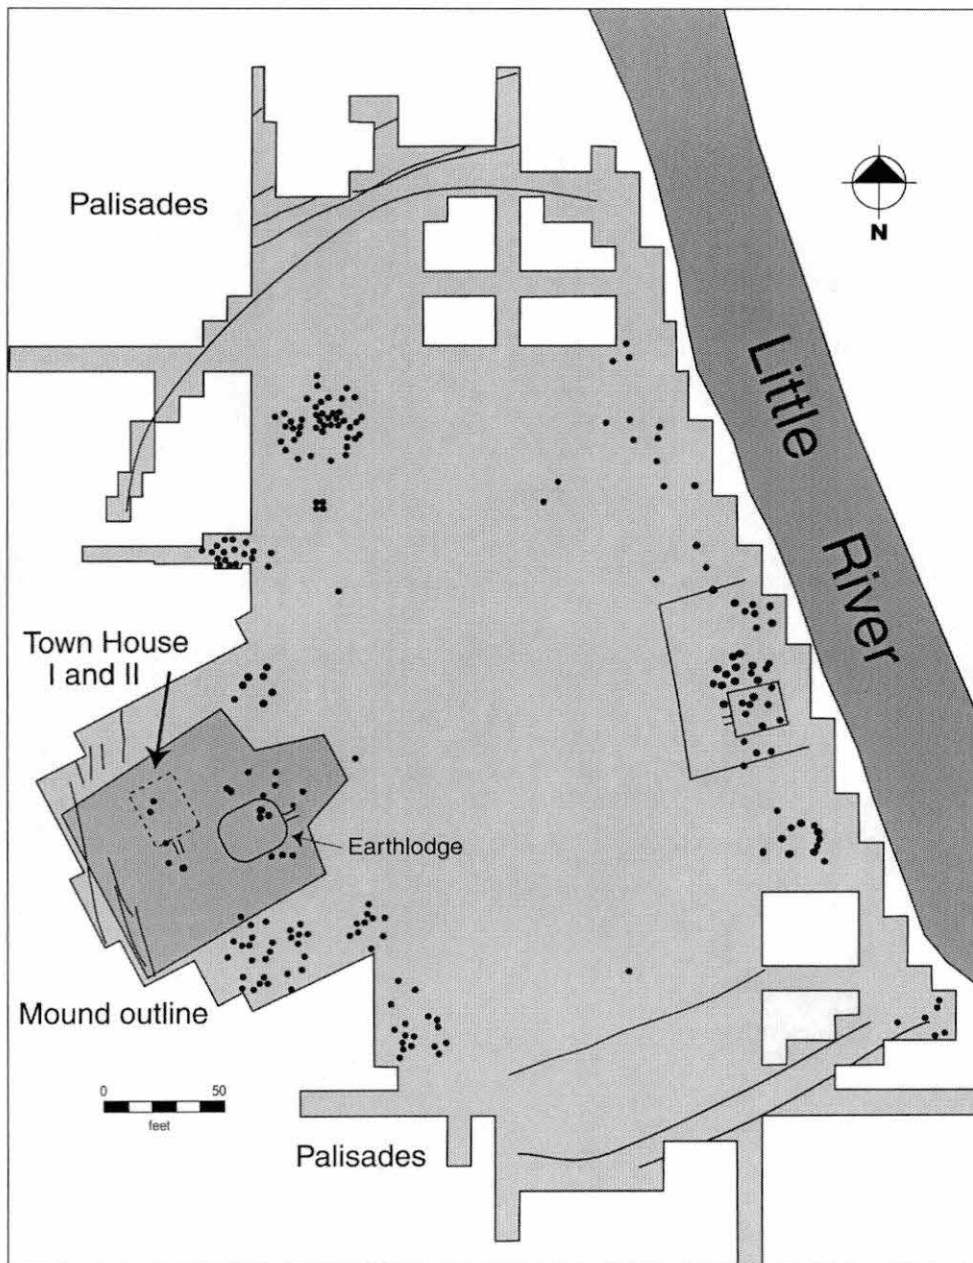 Palisades
N
Little River
Town House
I and II
Earthlodge
Mound outline
0 50
feet
Palisades